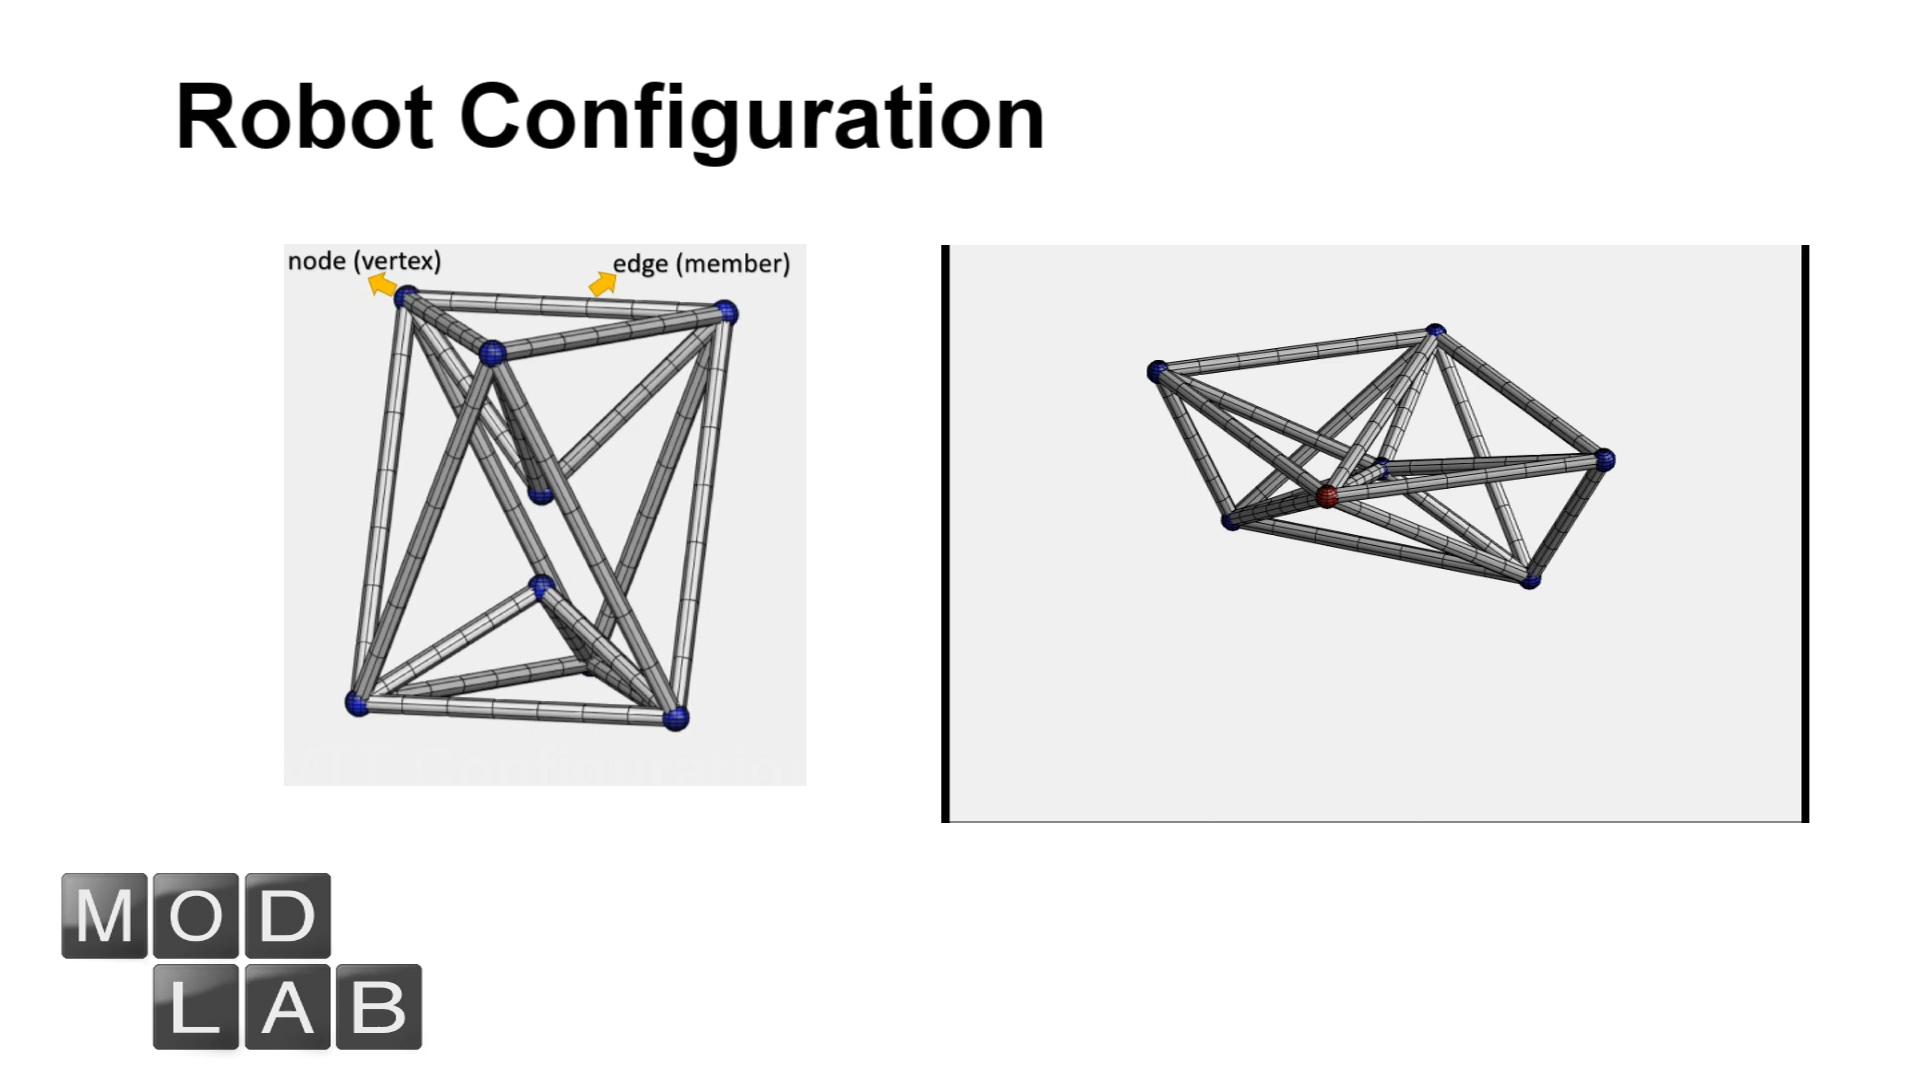 Robot Configuration
node (vertex)
edge (member)
MOD
LAB